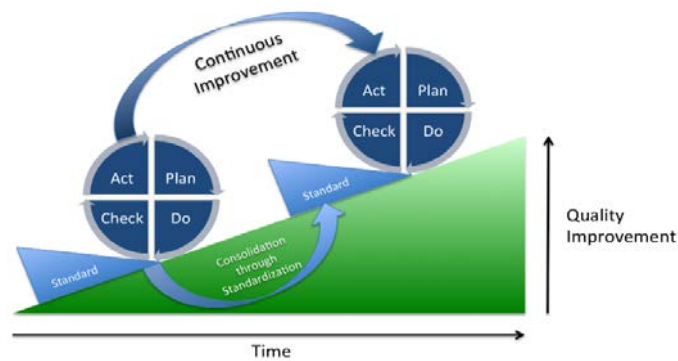 Continuous
Improvement
Act
Plan
Check
Do
Act
Plan
Check
Do
Standard
Standard
Consolidation
through
Standardization
Quality
Improvement
Time